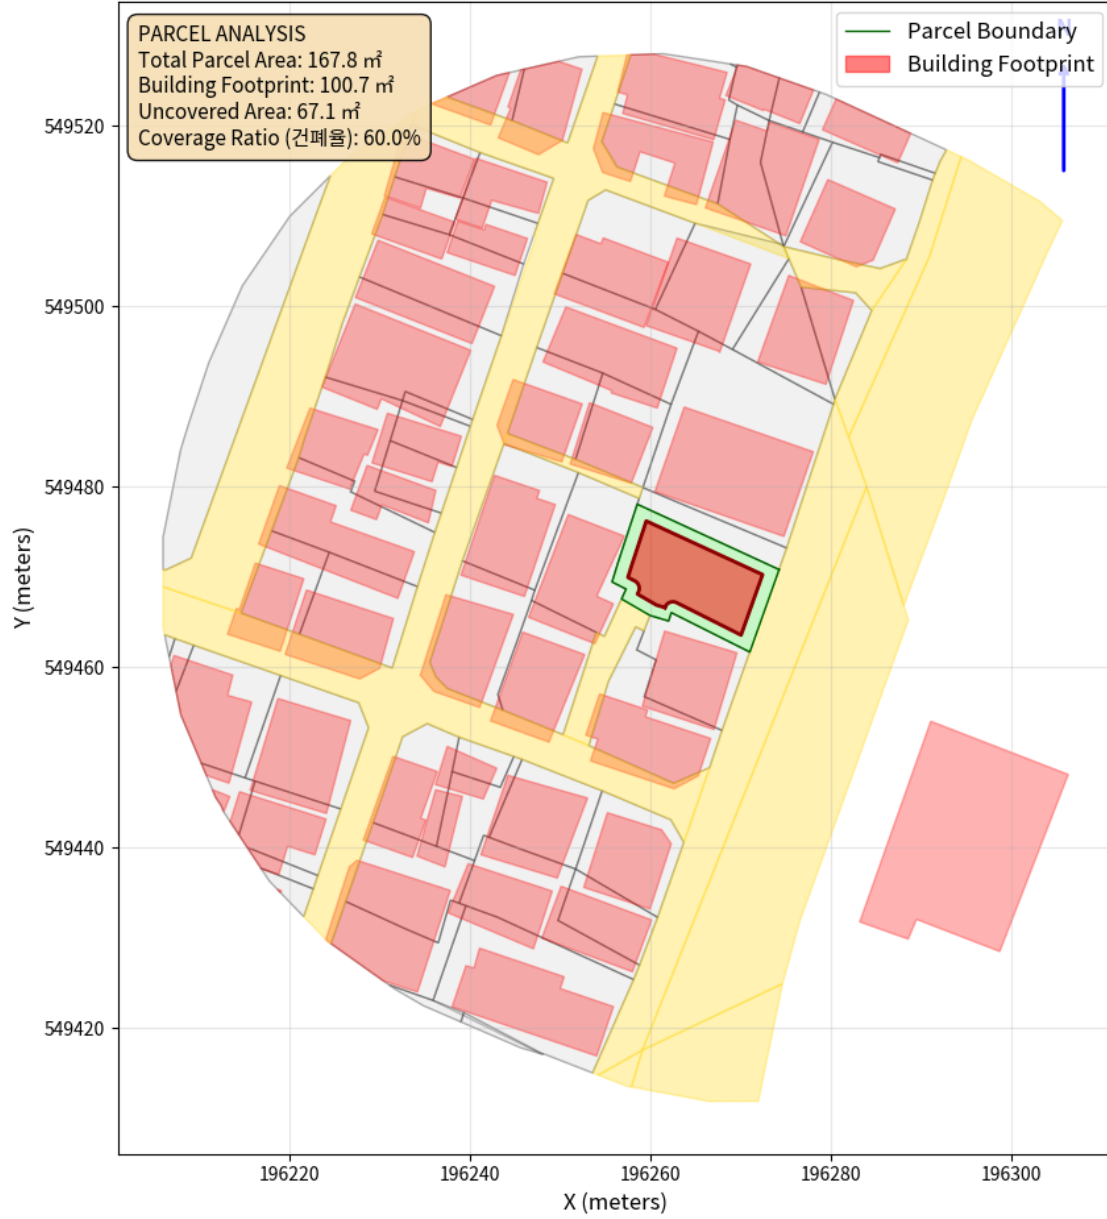 PARCEL ANALYSIS
Total Parcel Area: 167.8 ㎡
Building Footprint: 100.7 ㎡
Uncovered Area: 67.1 ㎡
Coverage Ratio (건폐율): 60.0%
N
Parcel Boundary
Building Footprint
549520
549500
549480
549460
549440
549420
Y (meters)
196220
196240
196260
196280
196300
X (meters)